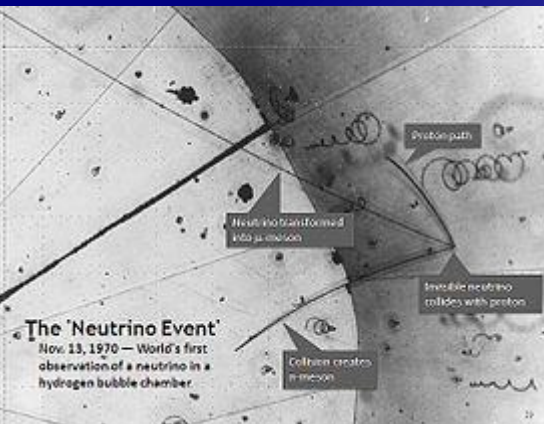 Proton path
Neutrino transformed
into μ-meson
Invisible neutrino
collides with proton
The 'Neutrino Event'
Nov. 13, 1970 — World's first
observation of a neutrino in a
hydrogen bubble chamber
Collision creates
π-meson